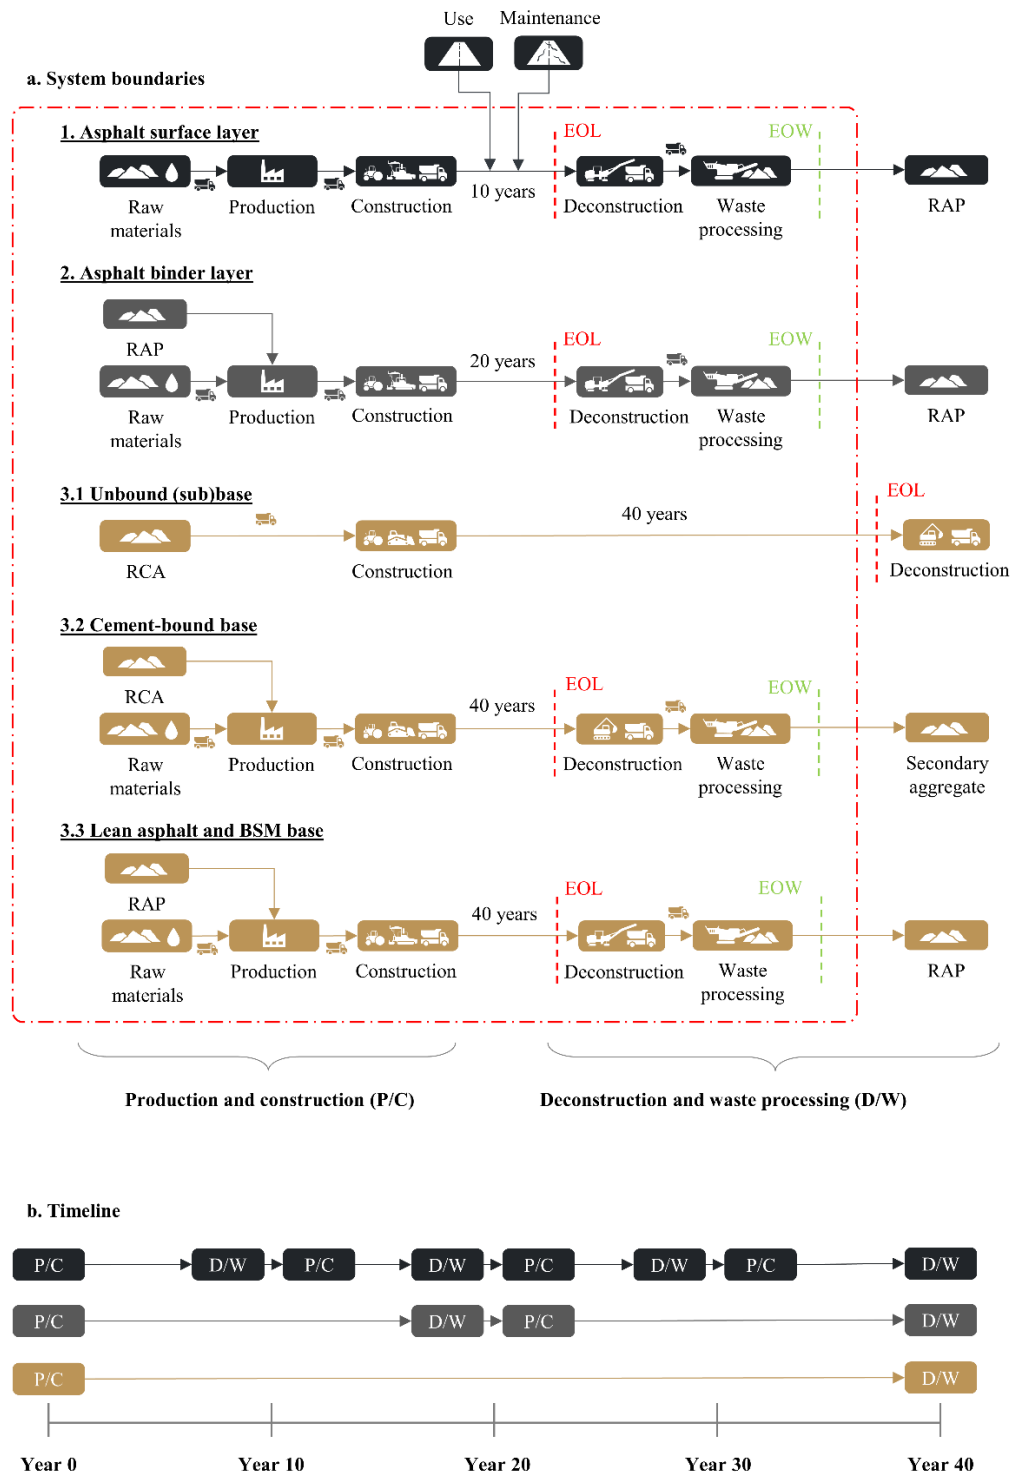 Use
Maintenance
a. System boundaries
1. Asphalt surface layer
EOL
EOW
10 years
Raw
materials
Production
Construction
Deconstruction
Waste
processing
RAP
2. Asphalt binder layer
RAP
EOL
EOW
20 years
Raw
materials
Production
Construction
Deconstruction
Waste
processing
RAP
3.1 Unbound (sub)base
EOL
40 years
RCA
Construction
Deconstruction
3.2 Cement-bound base
RCA
EOL
EOW
40 years
Raw
materials
Production
Construction
Deconstruction
Waste
processing
Secondary
aggregate
3.3 Lean asphalt and BSM base
RAP
EOL
EOW
40 years
Raw
materials
Production
Construction
Deconstruction
Waste
processing
RAP
Production and construction (P/C)
Deconstruction and waste processing (D/W)
b. Timeline
P/C D/W P/C D/W P/C D/W P/C D/W
P/C D/W P/C D/W
P/C D/W
Year 0 Year 10 Year 20 Year 30 Year 40